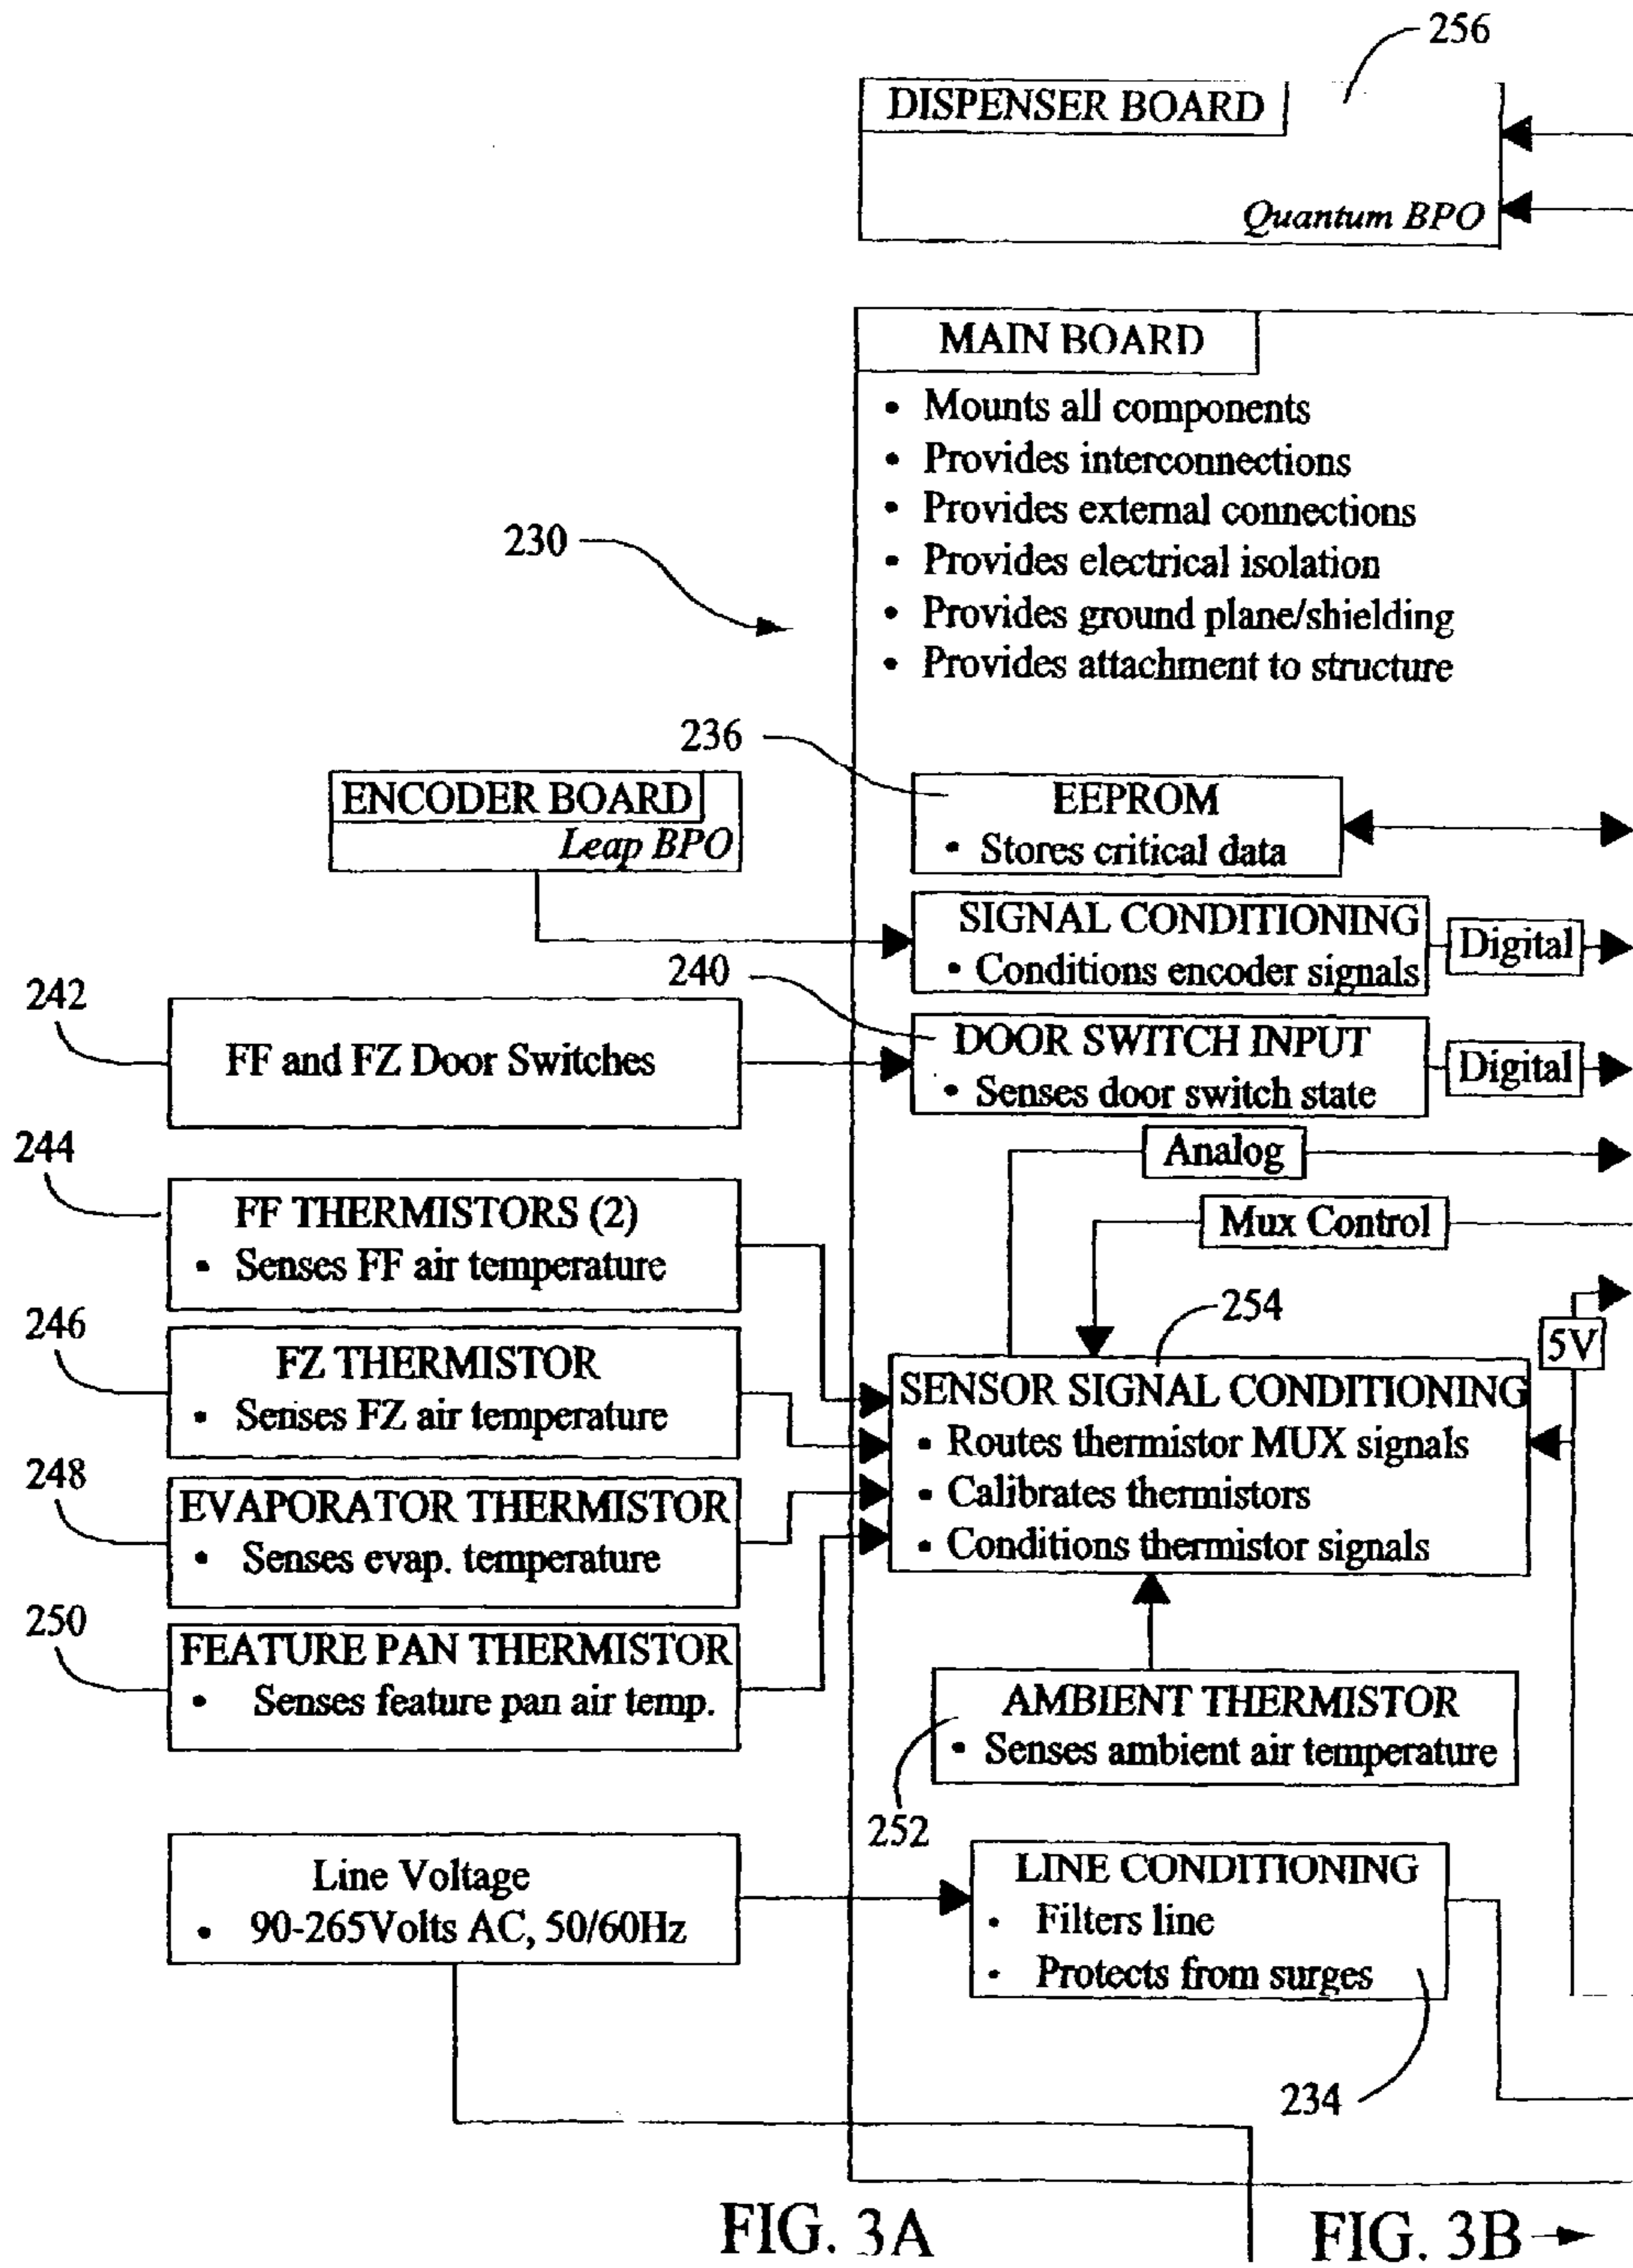 256
DISPENSER BOARD
Quantum BPO
MAIN BOARD
• Mounts all components
• Provides interconnections
• Provides external connections
230
• Provides electrical isolation
• Provides ground plane/shielding
• Provides attachment to structure
236
ENCODER BOARD
Leap BPO
EEPROM
• Stores critical data
SIGNAL CONDITIONING
• Conditions encoder signals
Digital
240
242
FF and FZ Door Switches
DOOR SWITCH INPUT
• Senses door switch state
Digital
Analog
Mux Control
244
FF THERMISTORS (2)
• Senses FF air temperature
246
FZ THERMISTOR
• Senses FZ air temperature
254
5V
SENSOR SIGNAL CONDITIONING
• Routes thermistor MUX signals
• Calibrates thermistors
• Conditions thermistor signals
248
EVAPORATOR THERMISTOR
• Senses evap. temperature
250
FEATURE PAN THERMISTOR
• Senses feature pan air temp.
AMBIENT THERMISTOR
• Senses ambient air temperature
252
Line Voltage
• 90-265Volts AC, 50/60Hz
LINE CONDITIONING
• Filters line
• Protects from surges
234
FIG. 3A
FIG. 3B